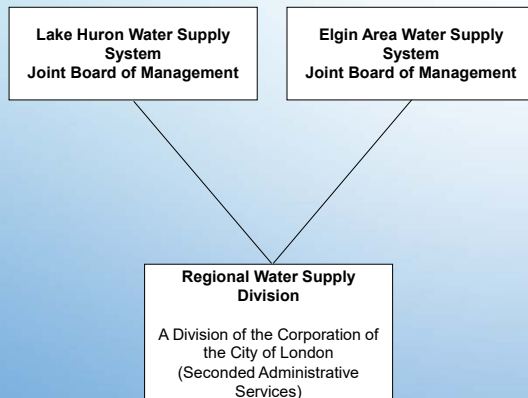 Lake Huron Water Supply
System
Joint Board of Management
Elgin Area Water Supply
System
Joint Board of Management
Regional Water Supply
Division
A Division of the Corporation of
the City of London
(Seconded Administrative
Services)